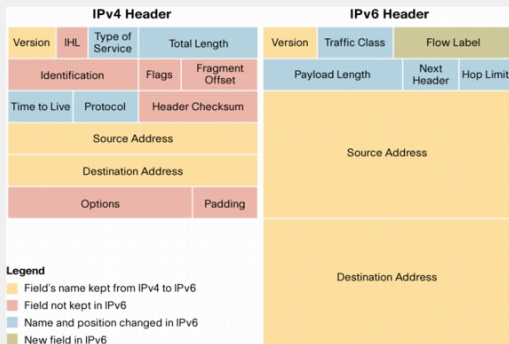 IPv4 Header
IPv6 Header
Version IHL Type of Service Total Length
Identification Flags Fragment Offset
Time to Live Protocol Header Checksum
Source Address
Destination Address
Options Padding
Version Traffic Class Flow Label
Payload Length Next Header Hop Limit
Source Address
Destination Address
Legend
Field's name kept from IPv4 to IPv6
Field not kept in IPv6
Name and position changed in IPv6
New field in IPv6